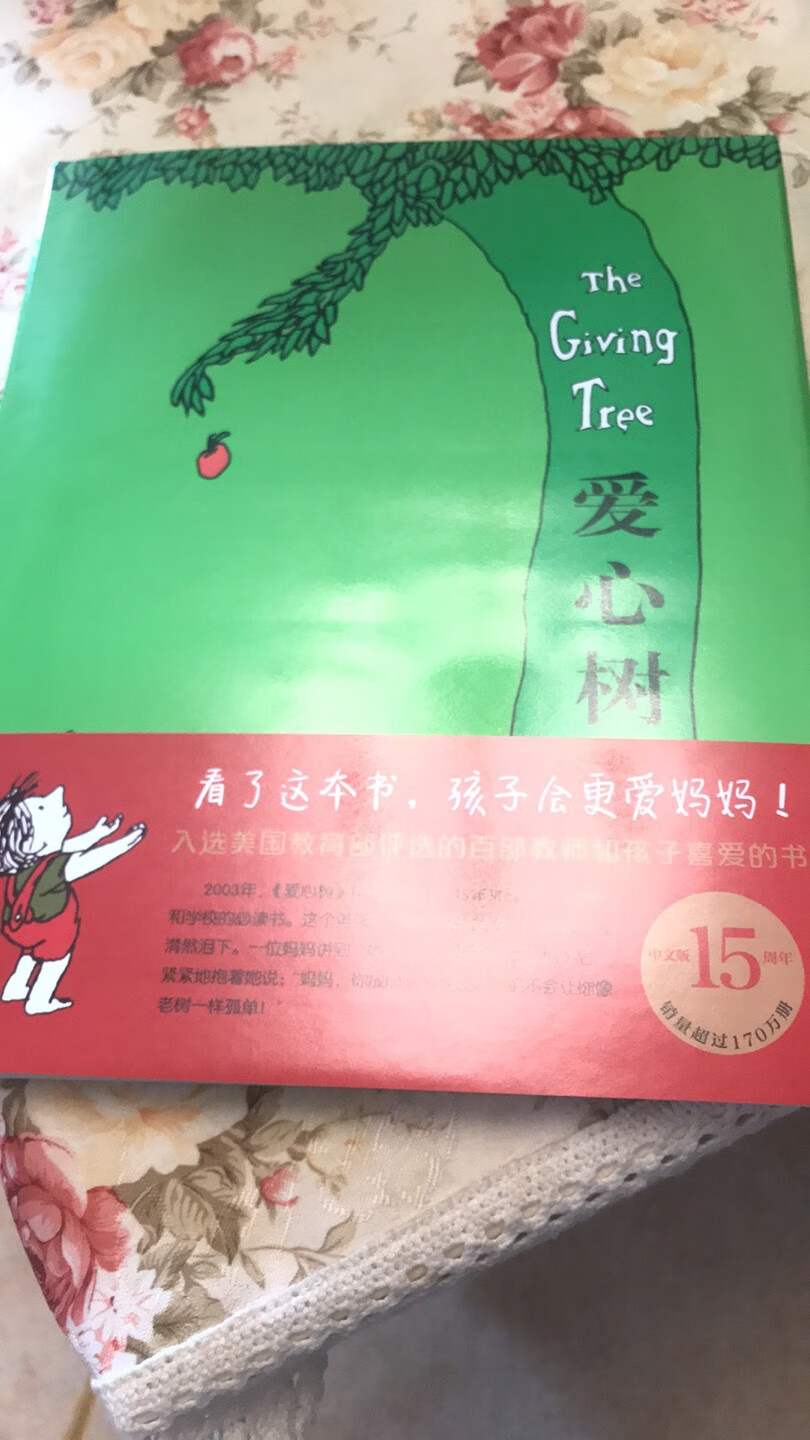 The
Giving
Tree
爱
心
树
看了这本书，孩子会更爱妈妈！
入选美国教育部评选的百部教师和孩子喜爱的书
2003年，《爱心树》
和学校的必读书。这个
潸然泪下。一位妈妈讲到
紧紧地抱着她说：“妈妈，你 不会让你像
老树一样孤单！”
中文版 15 周年
销量超过170万册